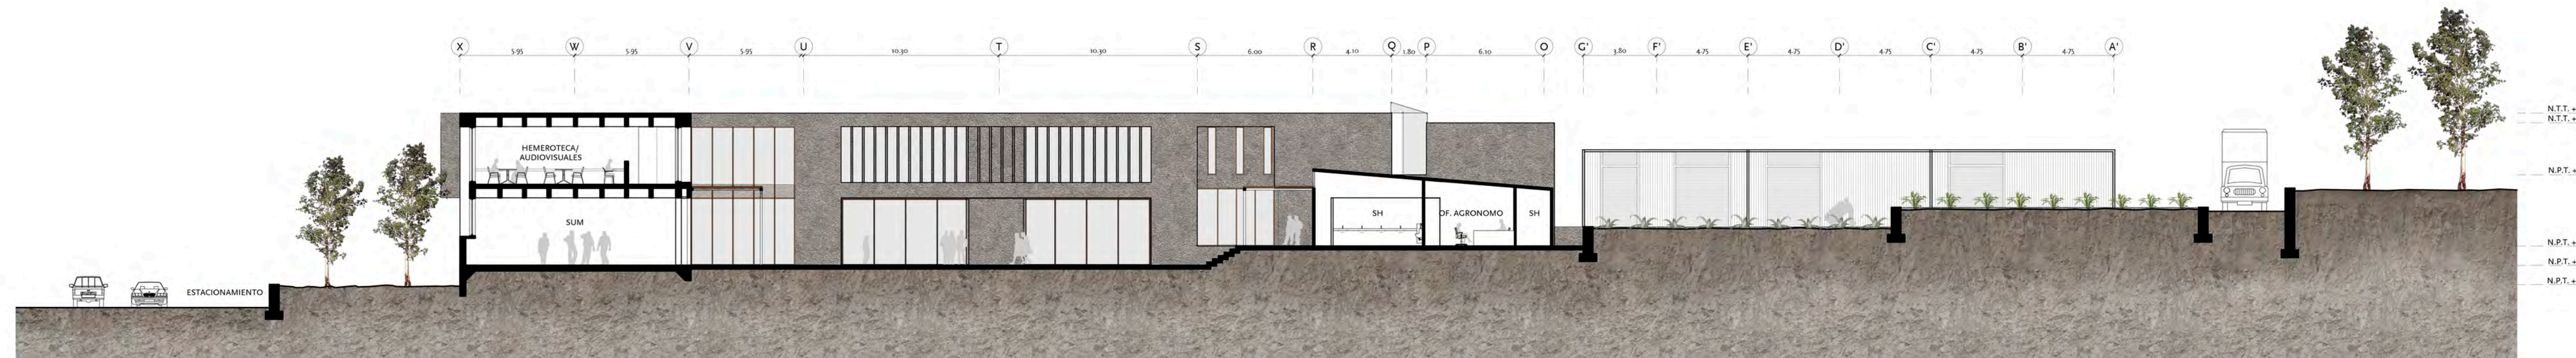 X W V U T S R Q P O G' F' E' D' C' B' A'
5.95 5.95 5.95 10.30 10.30 6.00 4.10 1.80 6.10 3.80 4.75 4.75 4.75 4.75 4.75
N.T.T. +
N.T.T. +
HEMEROTECA/
AUDIOVISUALES
N.P.T. +
SUM
SH
OF. AGRONOMO
SH
N.P.T. +
N.P.T. +
N.P.T. +
ESTACIONAMIENTO